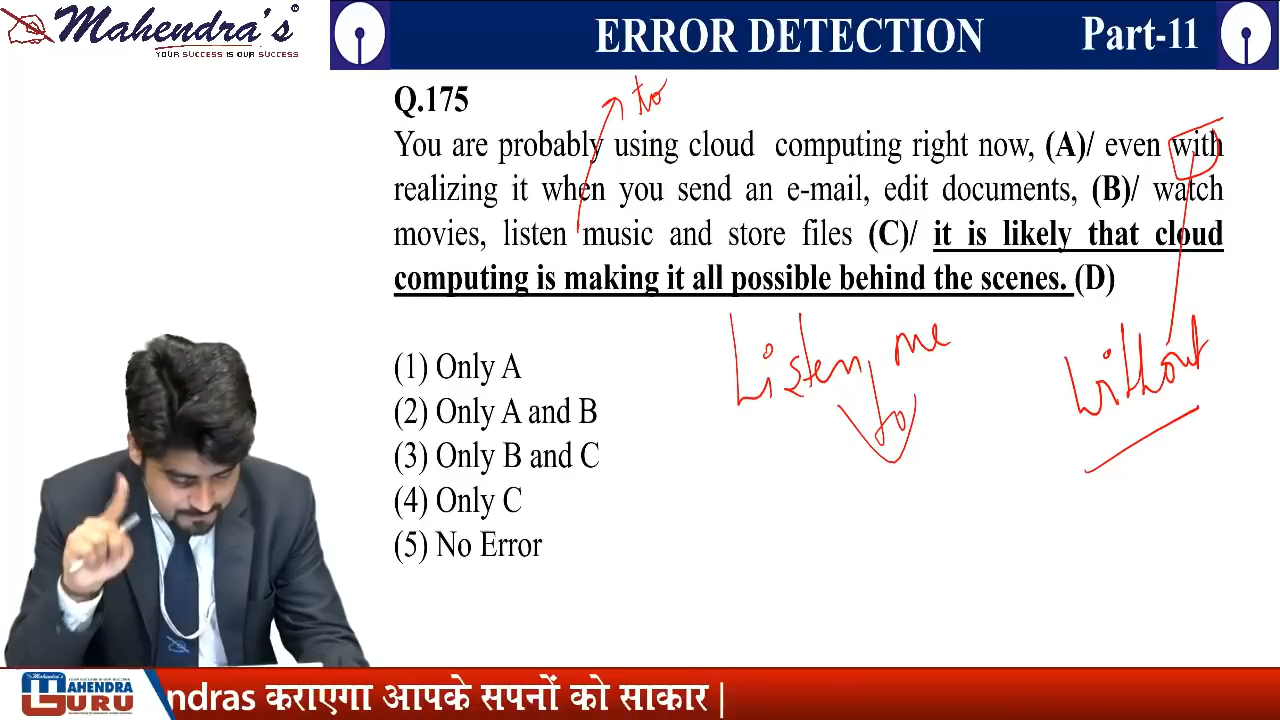 Mahendra's
YOUR SUCCESS IS OUR SUCCESS
ERROR DETECTION
Part-11
Q.175
to
You are probably using cloud computing right now, (A)/ even with
realizing it when you send an e-mail, edit documents, (B)/ watch
movies, listen music and store files (C)/ it is likely that cloud
computing is making it all possible behind the scenes. (D)
Listen me
to
without
(1) Only A
(2) Only A and B
(3) Only B and C
(4) Only C
(5) No Error
Mahendra's
MAHENDRA
GURU
ndras कराएगा आपके सपनों को साकार |